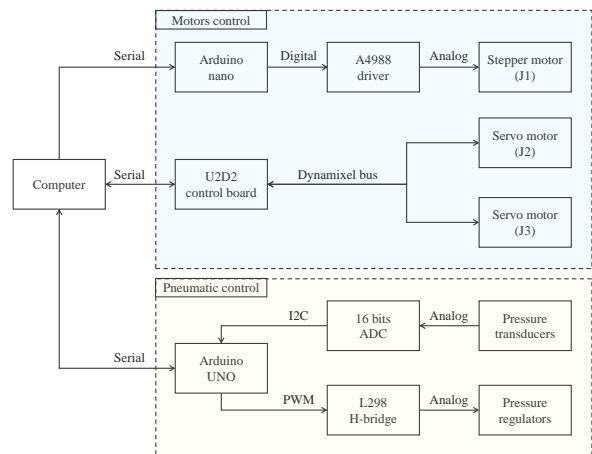 Motors control
Serial
Arduino
nano
Digital
A4988
driver
Analog
Stepper motor
(J1)
Computer
Serial
U2D2
control board
Dynamixel bus
Servo motor
(J2)
Servo motor
(J3)
Pneumatic control
I2C
16 bits
ADC
Analog
Pressure
transducers
Serial
Arduino
UNO
PWM
L298
H-bridge
Analog
Pressure
regulators